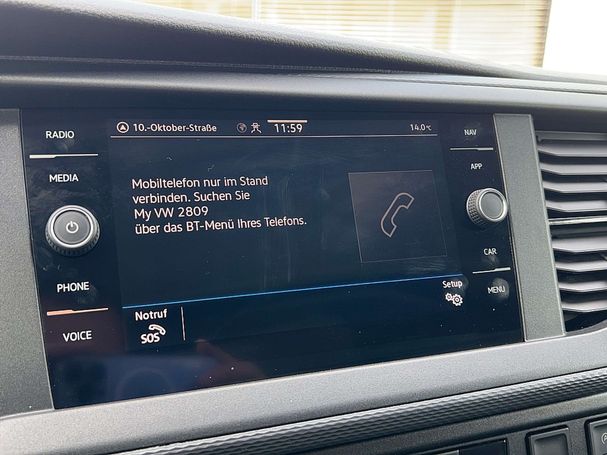 RADIO
MEDIA
PHONE
VOICE
10.-Oktober-Straße
11:59
14.0°C
Mobiltelefon nur im Stand
verbinden. Suchen Sie
My VW 2809
über das BT-Menü Ihres Telefons.
Notruf
SOS
Setup
NAV
APP
CAR
MENU